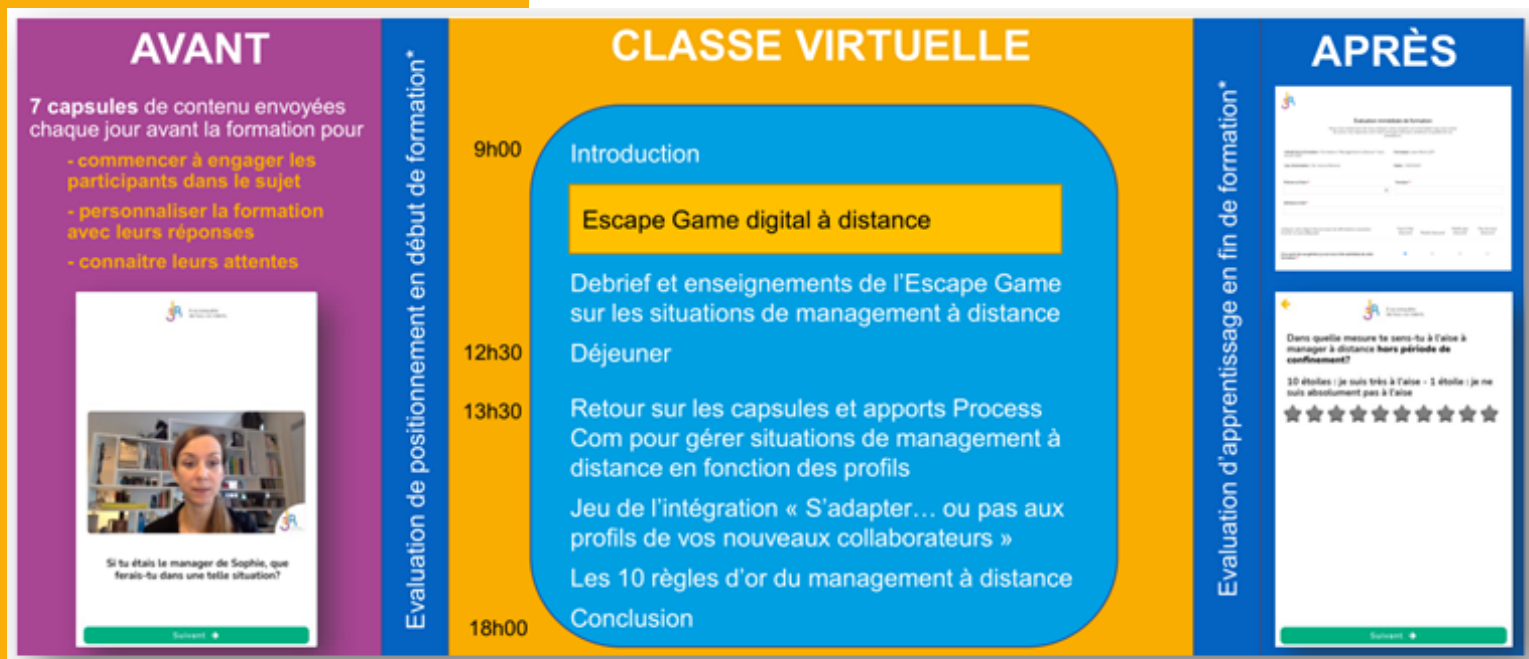 AVANT
7 capsules de contenu envoyées
chaque jour avant la formation pour
- commencer à engager les
participants dans le sujet
- personnaliser la formation
avec leurs réponses
- connaitre leurs attentes
Si tu étais le manager de Sophie, que
ferais-tu dans une telle situation?
Suivant
Evaluation de positionnement en début de formation*
CLASSE VIRTUELLE
9h00
Introduction
Escape Game digital à distance
Debrief et enseignements de l'Escape Game
sur les situations de management à distance
12h30
Déjeuner
13h30
Retour sur les capsules et apports Process
Com pour gérer situations de management à
distance en fonction des profils
Jeu de l'intégration « S'adapter… ou pas aux
profils de vos nouveaux collaborateurs »
Les 10 règles d'or du management à distance
Conclusion
18h00
Evaluation d'apprentissage en fin de formation*
APRÈS
Evaluation immédiate de formation
Dans quelle mesure te sens-tu à l'aise à
manager à distance hors période de
confinement?
10 étoiles : je suis très à l'aise - 1 étoile : je ne
suis absolument pas à l'aise
Suivant